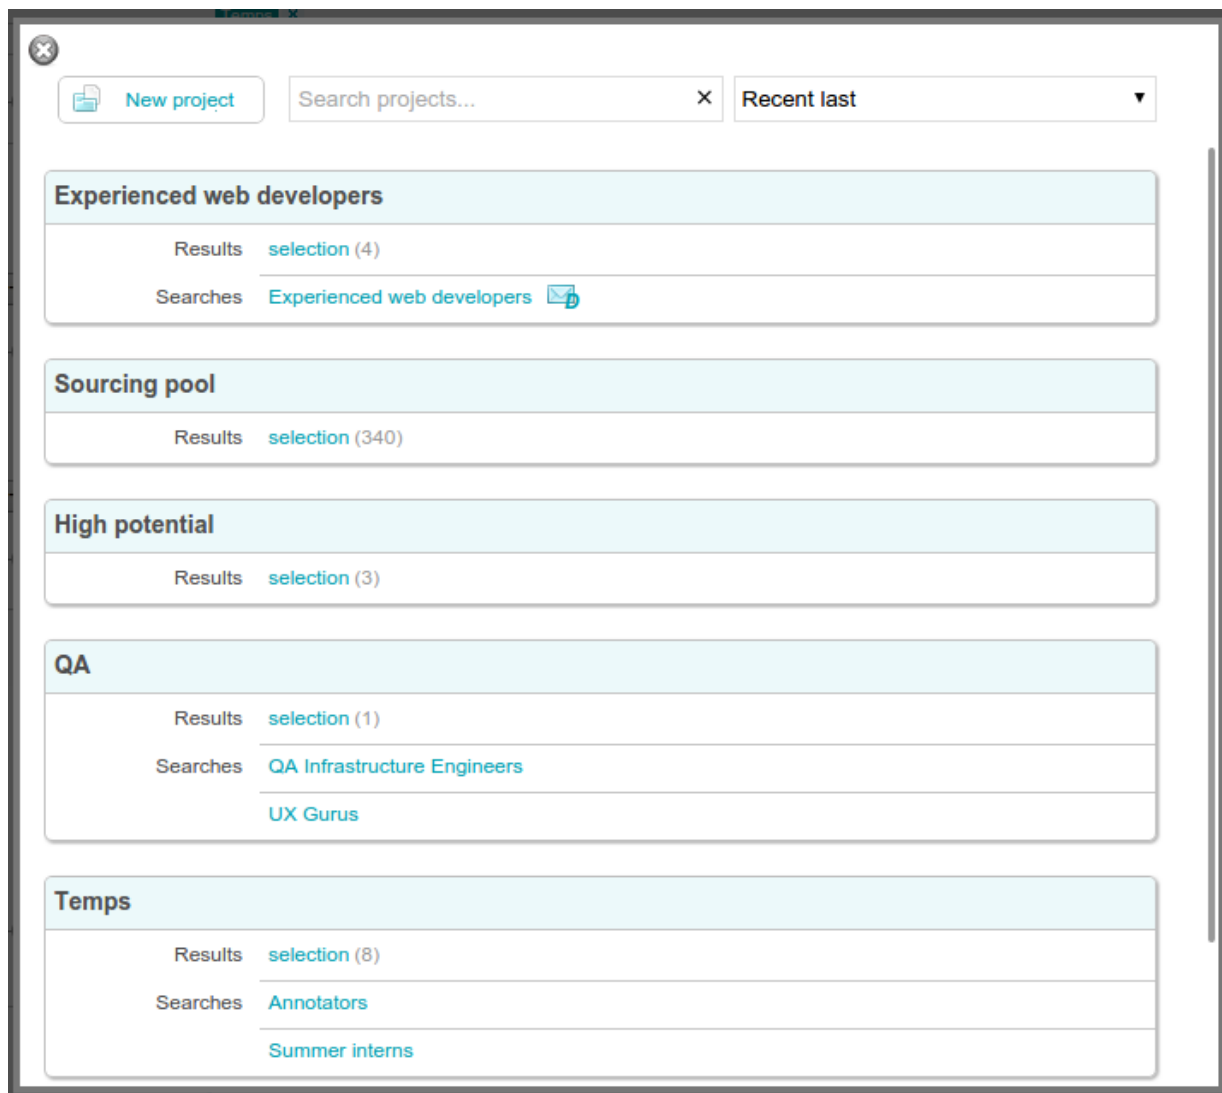 Temps ×
New project
Search projects... ×
Recent last ▼
Experienced web developers
Results selection (4)
Searches Experienced web developers D
Sourcing pool
Results selection (340)
High potential
Results selection (3)
QA
Results selection (1)
Searches QA Infrastructure Engineers
UX Gurus
Temps
Results selection (8)
Searches Annotators
Summer interns